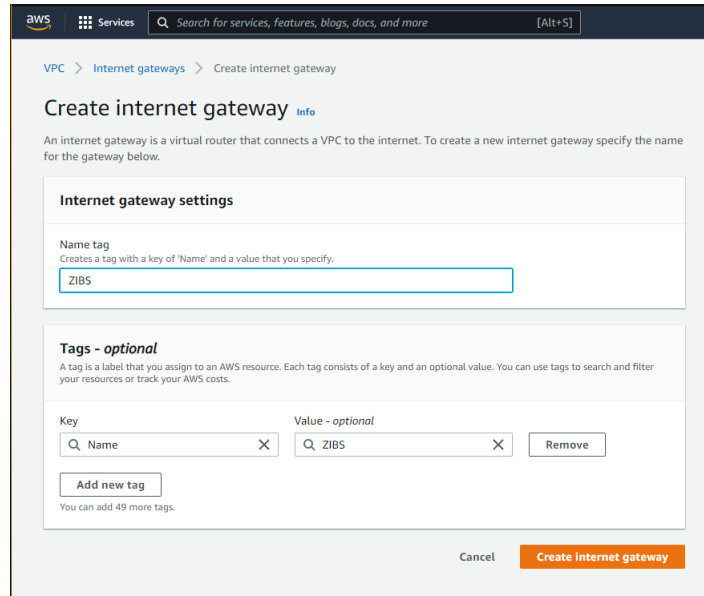 aws Services Search for services, features, blogs, docs, and more [Alt+S]
VPC > Internet gateways > Create internet gateway
Create internet gateway Info
An internet gateway is a virtual router that connects a VPC to the internet. To create a new internet gateway specify the name
for the gateway below.
Internet gateway settings
Name tag
Creates a tag with a key of 'Name' and a value that you specify.
ZIBS
Tags - optional
A tag is a label that you assign to an AWS resource. Each tag consists of a key and an optional value. You can use tags to search and filter
your resources or track your AWS costs.
Key Value - optional
Name ZIBS Remove
Add new tag
You can add 49 more tags.
Cancel Create internet gateway